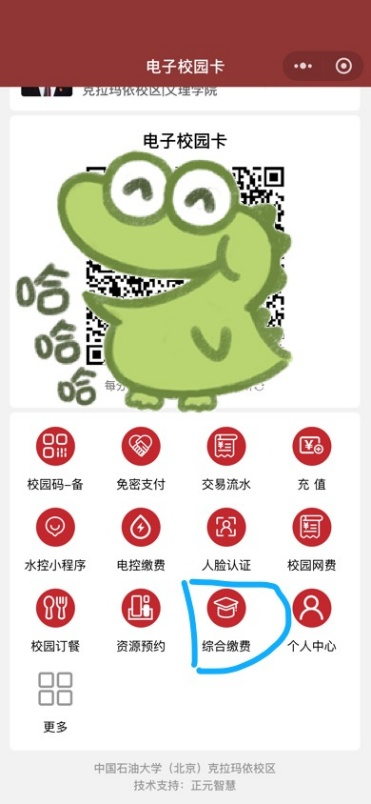 电子校园卡
克拉玛依校区|文理学院
电子校园卡
哈
哈
哈
每分
校园码-备 免密支付 交易流水 充 值
水控小程序 电控缴费 人脸认证 校园网费
校园订餐 资源预约 综合缴费 个人中心
更多
中国石油大学（北京）克拉玛依校区
技术支持：正元智慧